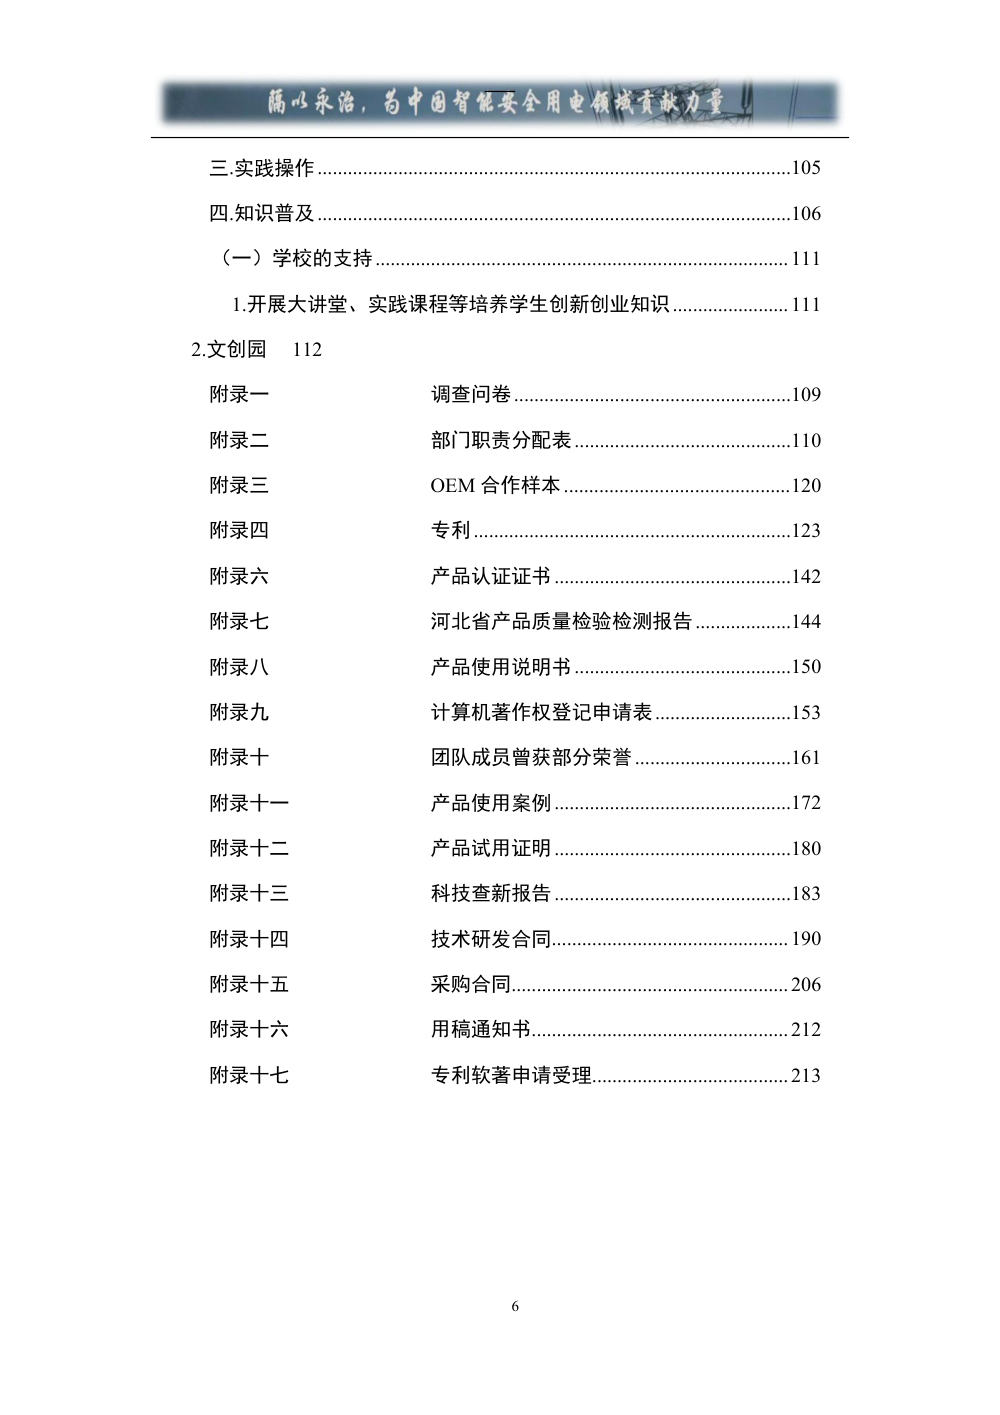 隔以永治，为中国智能安全用电领域贡献力量
三.实践操作..............................................................................................105
四.知识普及..............................................................................................106
（一）学校的支持.................................................................................. 111
1.开展大讲堂、实践课程等培养学生创新创业知识....................... 111
2.文创园 112
附录一 调查问卷.......................................................109
附录二 部门职责分配表...........................................110
附录三 OEM 合作样本.............................................120
附录四 专利...............................................................123
附录六 产品认证证书...............................................142
附录七 河北省产品质量检验检测报告...................144
附录八 产品使用说明书...........................................150
附录九 计算机著作权登记申请表...........................153
附录十 团队成员曾获部分荣誉...............................161
附录十一 产品使用案例...............................................172
附录十二 产品试用证明...............................................180
附录十三 科技查新报告...............................................183
附录十四 技术研发合同............................................... 190
附录十五 采购合同....................................................... 206
附录十六 用稿通知书................................................... 212
附录十七 专利软著申请受理....................................... 213
6